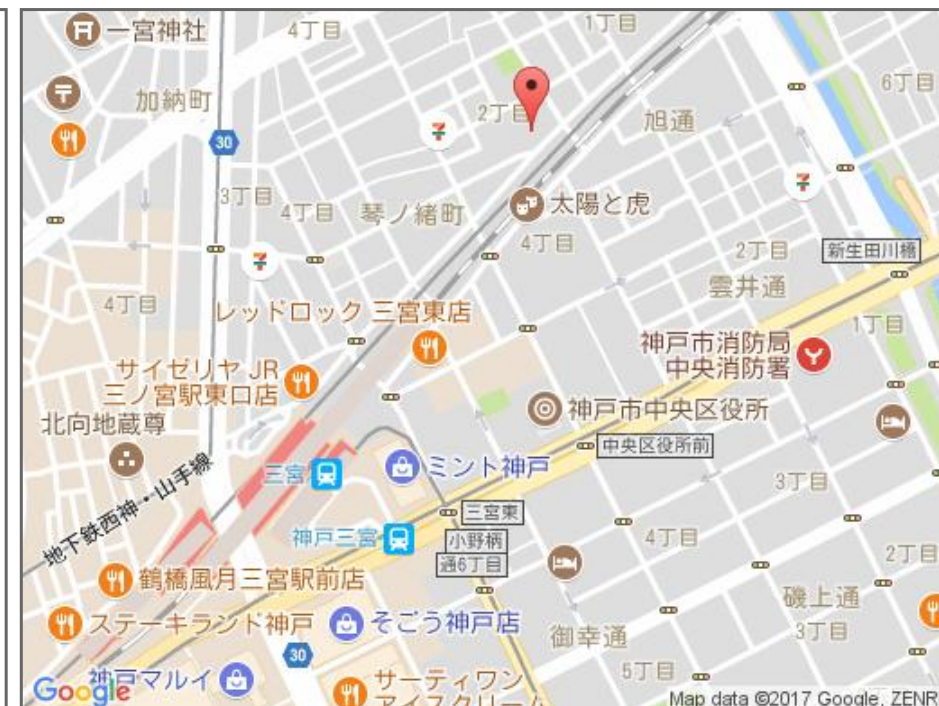 一宮神社
4丁目
1丁目
6丁目
加納町
30
2丁目
旭通
3丁目
4丁目
琴ノ緒町
太陽と虎
4丁目
2丁目
新生田川橋
雲井通
4丁目
レッドロック 三宮東店
1丁目
神戸市消防局
中央消防署
サイゼリヤ JR
三ノ宮駅東口店
北向地蔵尊
神戸市中央区役所
中央区役所前
地下鉄西神・山手線
三宮
ミント神戸
3丁目
三宮東
神戸三宮
小野柄
通6丁目
4丁目
2丁目
鶴橋風月三宮駅前店
磯上通
3丁目
ステーキランド神戸
そごう神戸店
御幸通
30
5丁目
神戸マルイ
サーティワン
アイスクリーム
Google
Map data ©2017 Google, ZENR